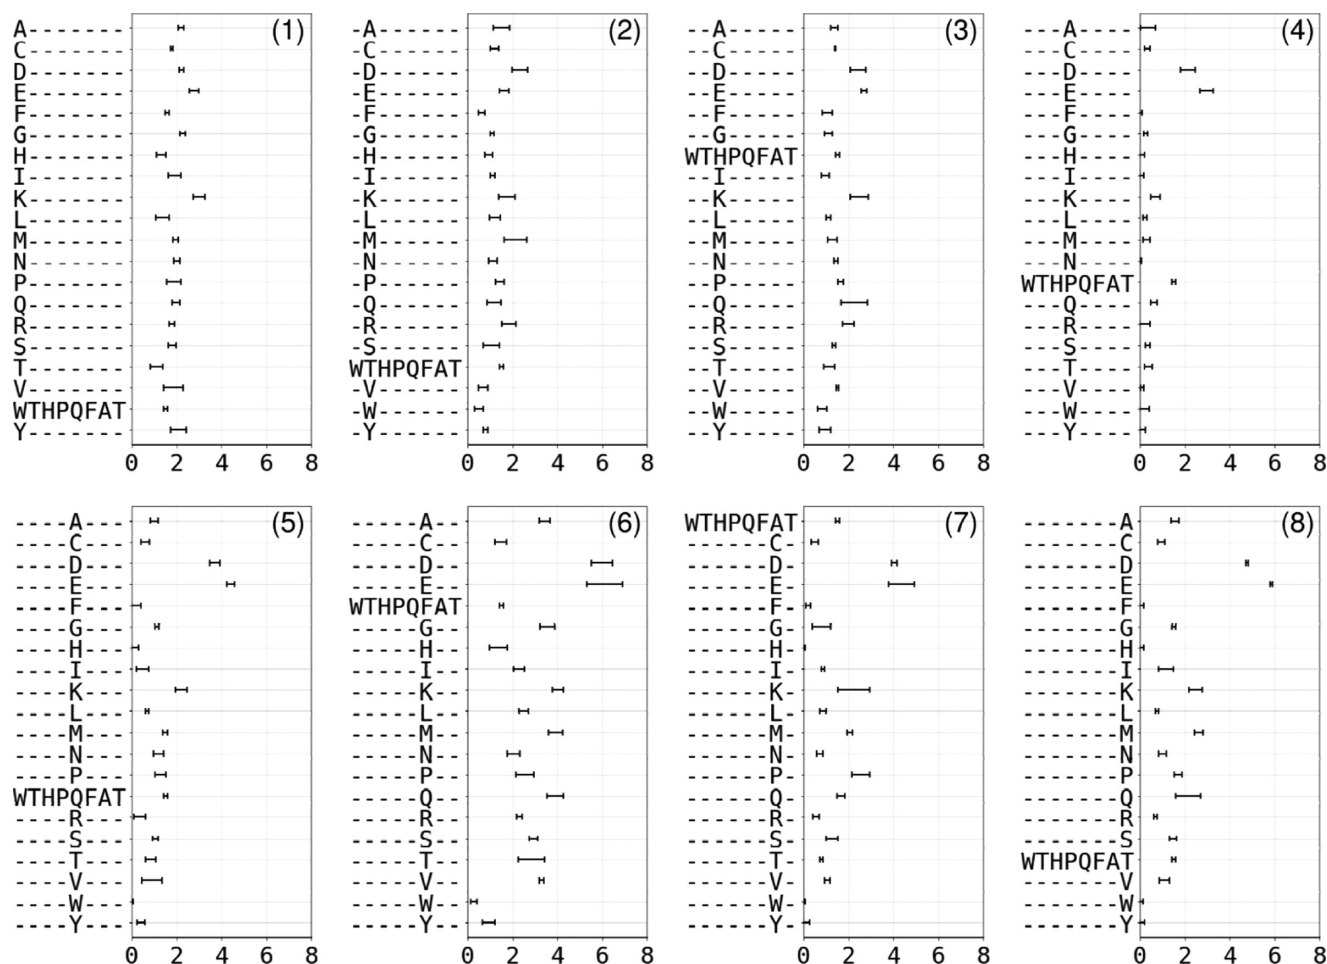 (1)
A-------
C-------
D-------
E-------
F-------
G-------
H-------
I-------
K-------
L-------
M-------
N-------
P-------
Q-------
R-------
S-------
T-------
V-------
WTHPQFAT
Y-------
0 2 4 6 8
(2)
-A------
-C------
-D------
-E------
-F------
-G------
-H------
-I------
-K------
-L------
-M------
-N------
-P------
-Q------
-R------
-S------
WTHPQFAT
-V------
-W------
-Y------
0 2 4 6 8
(3)
--A-----
--C-----
--D-----
--E-----
--F-----
--G-----
WTHPQFAT
--I-----
--K-----
--L-----
--M-----
--N-----
--P-----
--Q-----
--R-----
--S-----
--T-----
--V-----
--W-----
--Y-----
0 2 4 6 8
(4)
---A----
---C----
---D----
---E----
---F----
---G----
---H----
---I----
---K----
---L----
---M----
---N----
WTHPQFAT
---Q----
---R----
---S----
---T----
---V----
---W----
---Y----
0 2 4 6 8
(5)
----A---
----C---
----D---
----E---
----F---
----G---
----H---
----I---
----K---
----L---
----M---
----N---
----P---
WTHPQFAT
----R---
----S---
----T---
----V---
----W---
----Y---
0 2 4 6 8
(6)
-----A--
-----C--
-----D--
-----E--
WTHPQFAT
-----G--
-----H--
-----I--
-----K--
-----L--
-----M--
-----N--
-----P--
-----Q--
-----R--
-----S--
-----T--
-----V--
-----W--
-----Y--
0 2 4 6 8
(7)
WTHPQFAT
------C-
------D-
------E-
------F-
------G-
------H-
------I-
------K-
------L-
------M-
------N-
------P-
------Q-
------R-
------S-
------T-
------V-
------W-
------Y-
0 2 4 6 8
(8)
-------A
-------C
-------D
-------E
-------F
-------G
-------H
-------I
-------K
-------L
-------M
-------N
-------P
-------Q
-------R
-------S
WTHPQFAT
-------V
-------W
-------Y
0 2 4 6 8